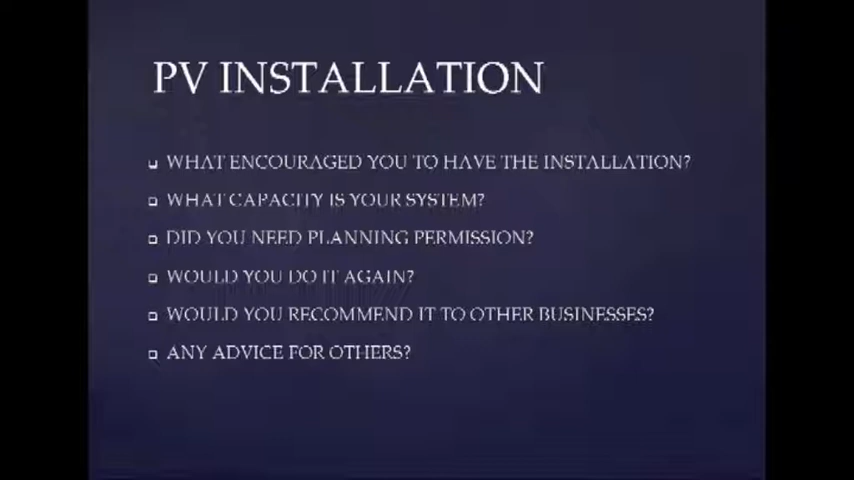 PV INSTALLATION
WHAT ENCOURAGED YOU TO HAVE THE INSTALLATION?
WHAT CAPACITY IS YOUR SYSTEM?
DID YOU NEED PLANNING PERMISSION?
WOULD YOU DO IT AGAIN?
WOULD YOU RECOMMEND IT TO OTHER BUSINESSES?
ANY ADVICE FOR OTHERS?